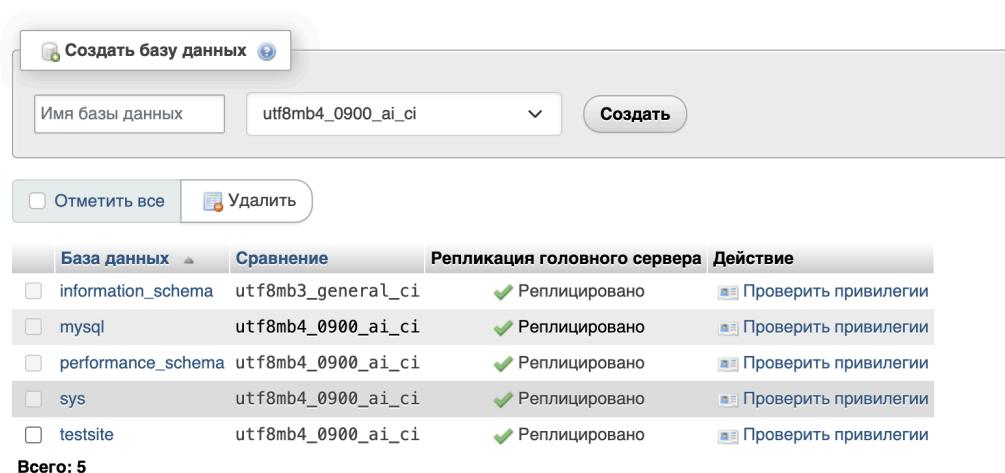 Создать базу данных
Имя базы данных utf8mb4_0900_ai_ci Создать
Отметить все Удалить
База данных Сравнение Репликация головного сервера Действие
information_schema utf8mb3_general_ci Реплицировано Проверить привилегии
mysql utf8mb4_0900_ai_ci Реплицировано Проверить привилегии
performance_schema utf8mb4_0900_ai_ci Реплицировано Проверить привилегии
sys utf8mb4_0900_ai_ci Реплицировано Проверить привилегии
testsite utf8mb4_0900_ai_ci Реплицировано Проверить привилегии
Всего: 5